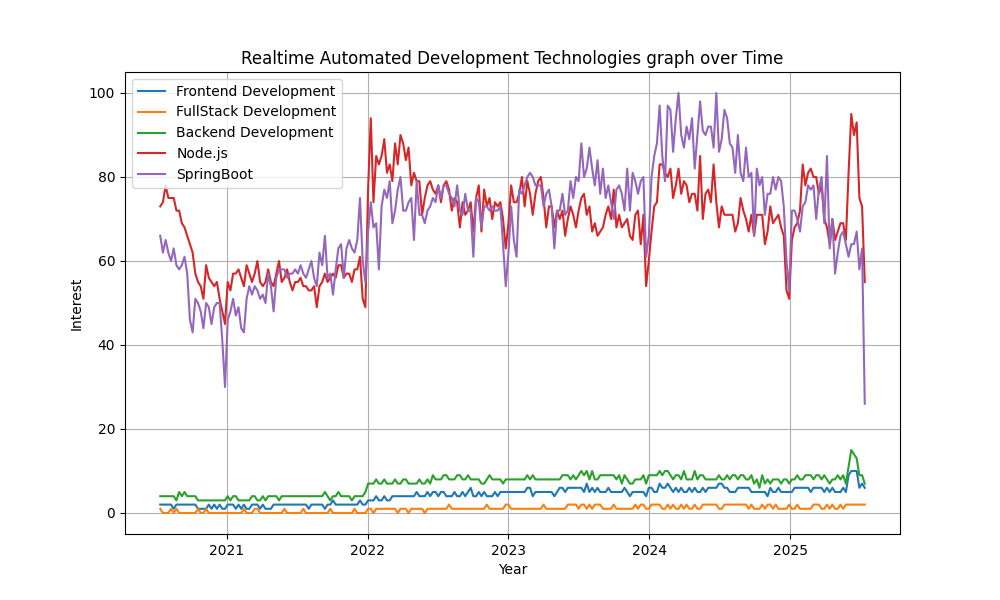 Realtime Automated Development Technologies graph over Time
Frontend Development
FullStack Development
Backend Development
Node.js
SpringBoot
100
80
60
40
20
0
Interest
2021 2022 2023 2024 2025
Year